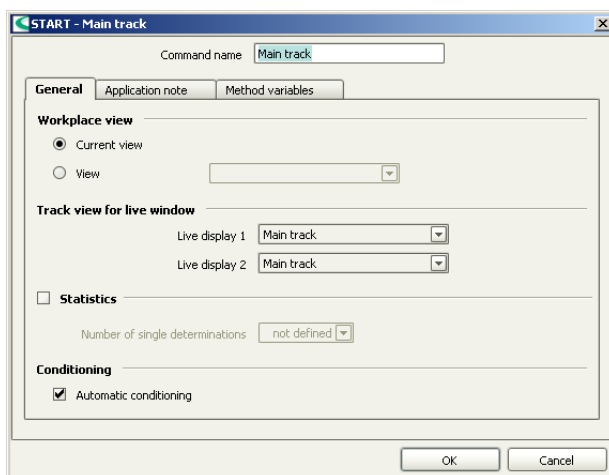 START - Main track
Command name Main track
General Application note Method variables
Workplace view
Current view
View
Track view for live window
Live display 1 Main track
Live display 2 Main track
Statistics
Number of single determinations not defined
Conditioning
Automatic conditioning
OK Cancel